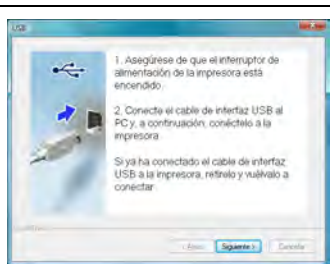 USB
1. Asegúrese de que el interruptor de
alimentación de la impresora está
encendido.
2. Conecte el cable de interfaz USB al
PC y, a continuación, conéctelo a la
impresora.
Si ya ha conectado el cable de interfaz
USB a la impresora, retírelo y vuélvalo a
conectar.
Siguiente >
Cancelar